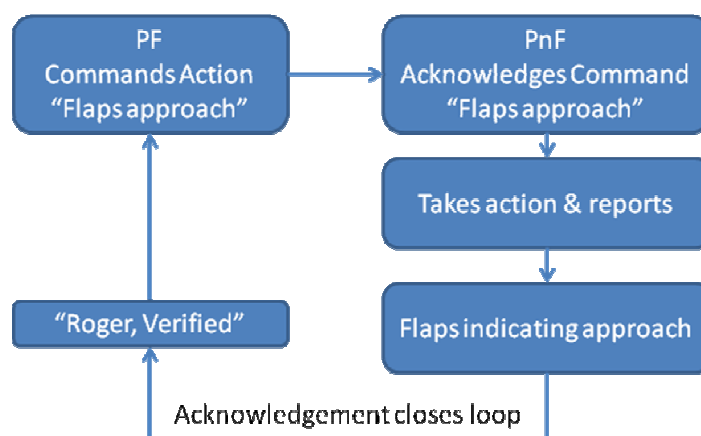 PF
Commands Action
“Flaps approach”
PnF
Acknowledges Command
“Flaps approach”
Takes action & reports
“Roger, Verified”
Flaps indicating approach
Acknowledgement closes loop